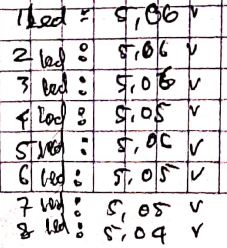 1 Led : 5,06 v
2 led : 5,06 v
3 led : 5,06 v
4 Led : 5,05 v
5 led : 5,06 v
6 led : 5,05 v
7 led : 5,05 v
8 led : 5,04 v